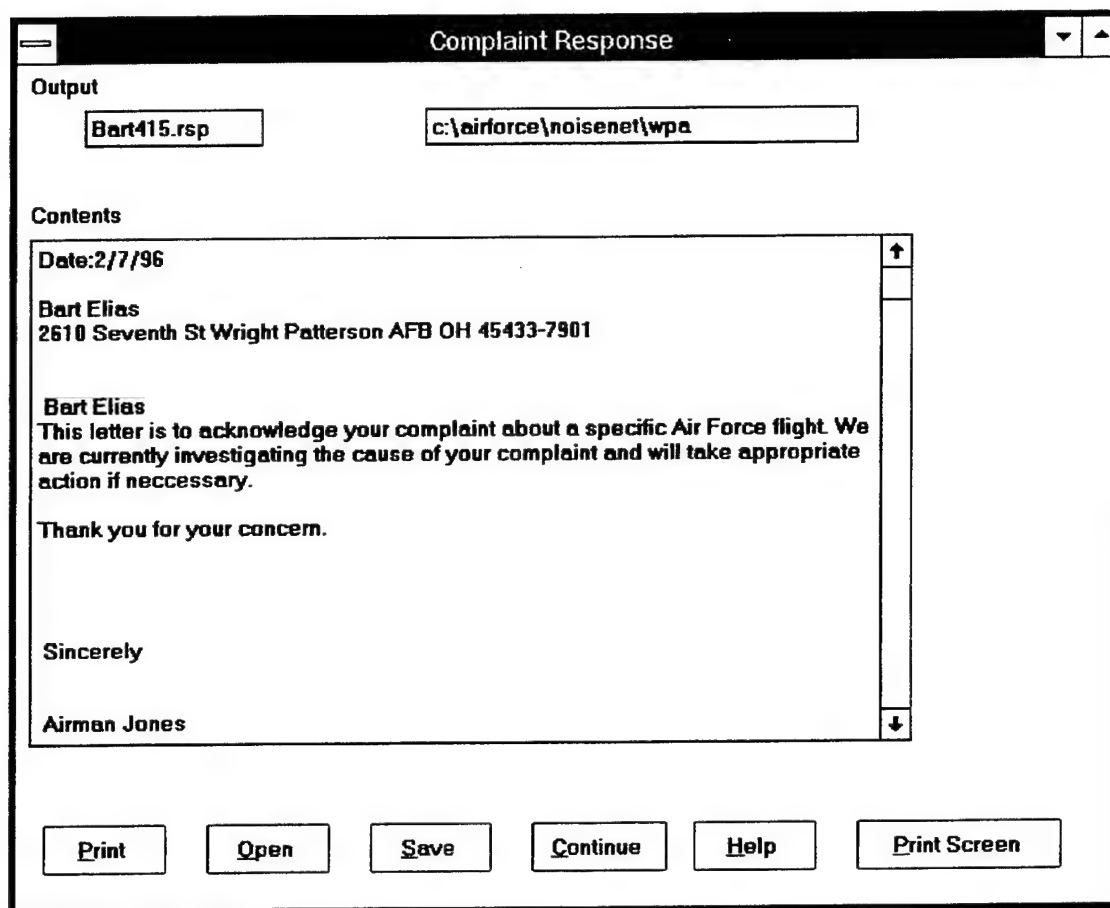 Complaint Response
Output
Bart415.rsp
c:\airforce\noisenet\wpa
Contents
Date:2/7/96
Bart Elias
2610 Seventh St Wright Patterson AFB OH 45433-7901
Bart Elias
This letter is to acknowledge your complaint about a specific Air Force flight. We
are currently investigating the cause of your complaint and will take appropriate
action if neccessary.
Thank you for your concern.
Sincerely
Airman Jones
Print
Open
Save
Continue
Help
Print Screen